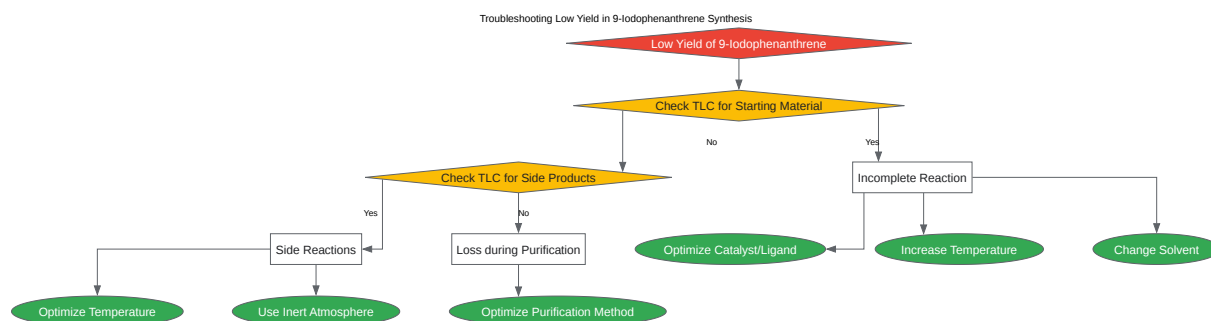 Troubleshooting Low Yield in 9-Iodophenanthrene Synthesis
Low Yield of 9-Iodophenanthrene
Check TLC for Starting Material
No
Yes
Check TLC for Side Products
Incomplete Reaction
Yes
No
Side Reactions
Loss during Purification
Optimize Catalyst/Ligand
Increase Temperature
Change Solvent
Optimize Temperature
Use Inert Atmosphere
Optimize Purification Method